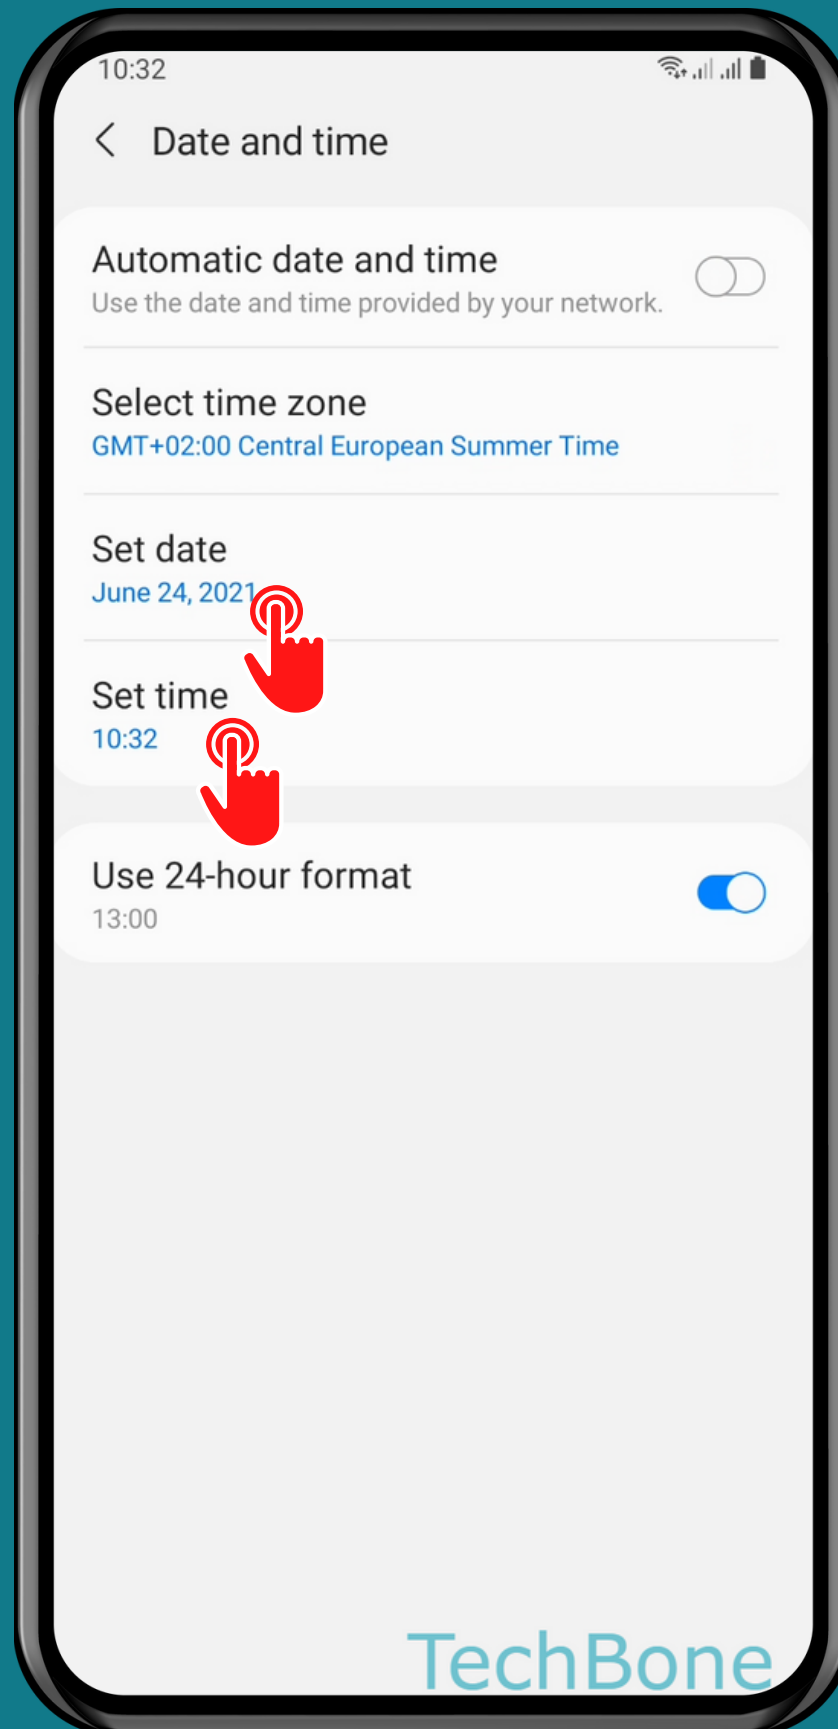 10:32
Date and time
Automatic date and time
Use the date and time provided by your network.
Select time zone
GMT+02:00 Central European Summer Time
Set date
June 24, 2021
Set time
10:32
Use 24-hour format
13:00
TechBone